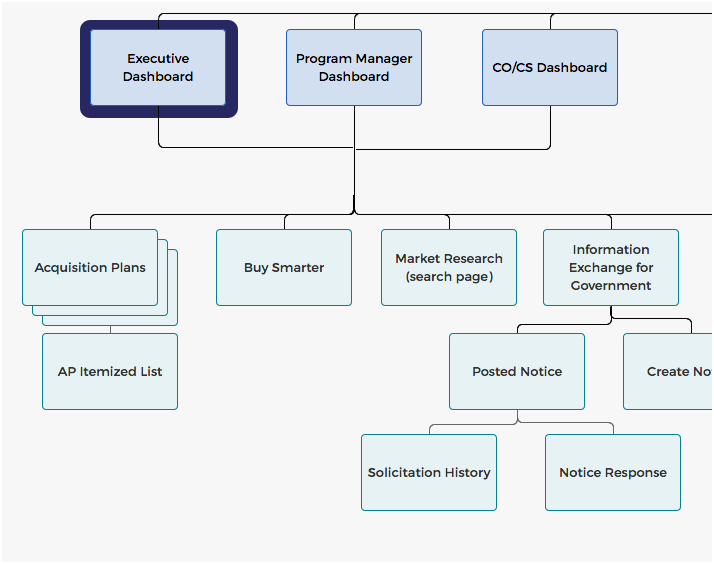 Executive
Dashboard
Program Manager
Dashboard
CO/CS Dashboard
Acquisition Plans
Buy Smarter
Market Research
(search page)
Information
Exchange for
Government
AP Itemized List
Posted Notice
Create No
Solicitation History
Notice Response